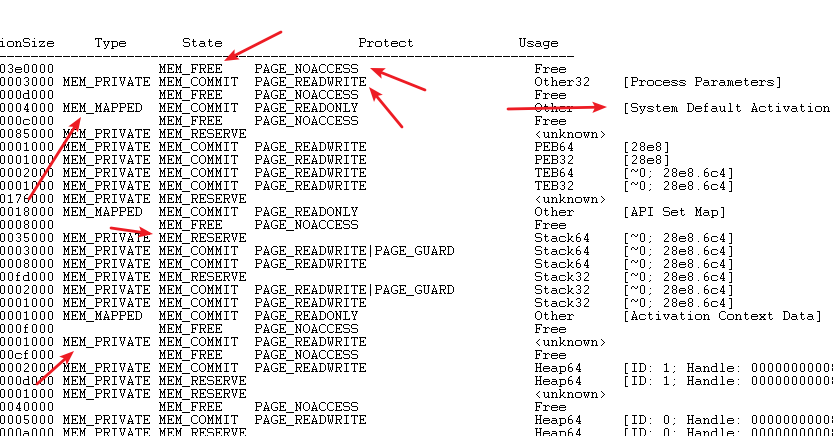 ionSize Type State Protect Usage
--------------------------------------------------------------------------
03e0000 MEM_FREE PAGE_NOACCESS Free
0003000 MEM_PRIVATE MEM_COMMIT PAGE_READWRITE Other32 [Process Parameters]
000d000 MEM_FREE PAGE_NOACCESS Free
0004000 MEM_MAPPED MEM_COMMIT PAGE_READONLY Other [System Default Activation
000c000 MEM_FREE PAGE_NOACCESS Free
0085000 MEM_PRIVATE MEM_RESERVE <unknown>
0001000 MEM_PRIVATE MEM_COMMIT PAGE_READWRITE PEB64 [28e8]
0001000 MEM_PRIVATE MEM_COMMIT PAGE_READWRITE PEB32 [28e8]
0002000 MEM_PRIVATE MEM_COMMIT PAGE_READWRITE TEB64 [~0; 28e8.6c4]
0001000 MEM_PRIVATE MEM_COMMIT PAGE_READWRITE TEB32 [~0; 28e8.6c4]
0176000 MEM_PRIVATE MEM_RESERVE <unknown>
0018000 MEM_MAPPED MEM_COMMIT PAGE_READONLY Other [API Set Map]
0008000 MEM_FREE PAGE_NOACCESS Free
0035000 MEM_PRIVATE MEM_RESERVE Stack64 [~0; 28e8.6c4]
0003000 MEM_PRIVATE MEM_COMMIT PAGE_READWRITE|PAGE_GUARD Stack64 [~0; 28e8.6c4]
0008000 MEM_PRIVATE MEM_COMMIT PAGE_READWRITE Stack64 [~0; 28e8.6c4]
00fd000 MEM_PRIVATE MEM_RESERVE Stack32 [~0; 28e8.6c4]
0002000 MEM_PRIVATE MEM_COMMIT PAGE_READWRITE|PAGE_GUARD Stack32 [~0; 28e8.6c4]
0001000 MEM_PRIVATE MEM_COMMIT PAGE_READWRITE Stack32 [~0; 28e8.6c4]
0001000 MEM_MAPPED MEM_COMMIT PAGE_READONLY Other [Activation Context Data]
000f000 MEM_FREE PAGE_NOACCESS Free
0001000 MEM_PRIVATE MEM_COMMIT PAGE_READWRITE <unknown>
00cf000 MEM_FREE PAGE_NOACCESS Free
0002000 MEM_PRIVATE MEM_COMMIT PAGE_READWRITE Heap64 [ID: 1; Handle: 00000000008
000d000 MEM_PRIVATE MEM_RESERVE Heap64 [ID: 1; Handle: 00000000008
0001000 MEM_PRIVATE MEM_RESERVE <unknown>
0040000 MEM_FREE PAGE_NOACCESS Free
0005000 MEM_PRIVATE MEM_COMMIT PAGE_READWRITE Heap64 [ID: 0; Handle: 00000000008
000a000 MEM_PRIVATE MEM_RESERVE Heap64 [ID: 0; Handle: 00000000008